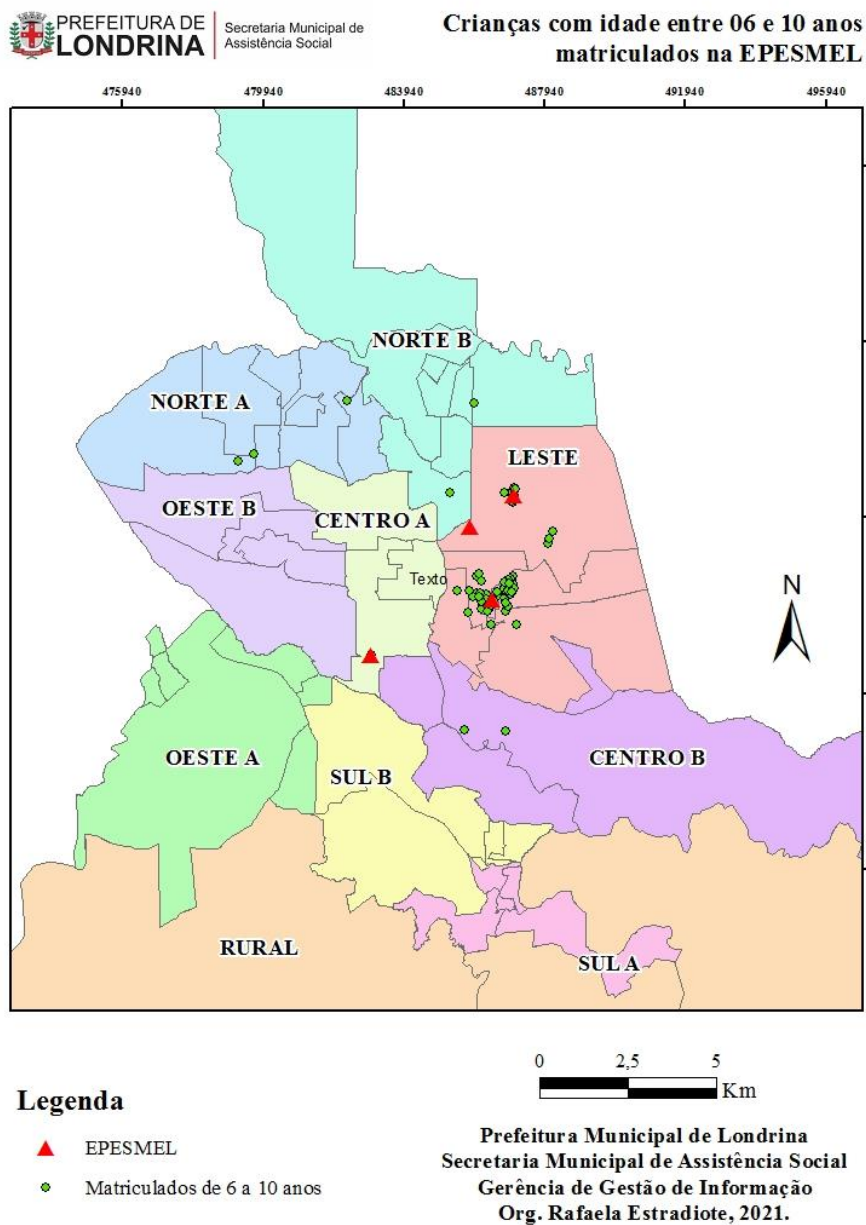 PREFEITURA DE
LONDRINA
Secretaria Municipal de
Assistência Social
Crianças com idade entre 06 e 10 anos
matriculados na EPESMEL
475940 479940 483940 487940 491940 495940
NORTE B
NORTE A
LESTE
OESTE B
CENTRO A
Texto
N
OESTE A
SUL B
CENTRO B
RURAL
SUL A
0 2,5 5
Km
Legenda
EPESMEL
Matriculados de 6 a 10 anos
Prefeitura Municipal de Londrina
Secretaria Municipal de Assistência Social
Gerência de Gestão de Informação
Org. Rafaela Estradiote, 2021.